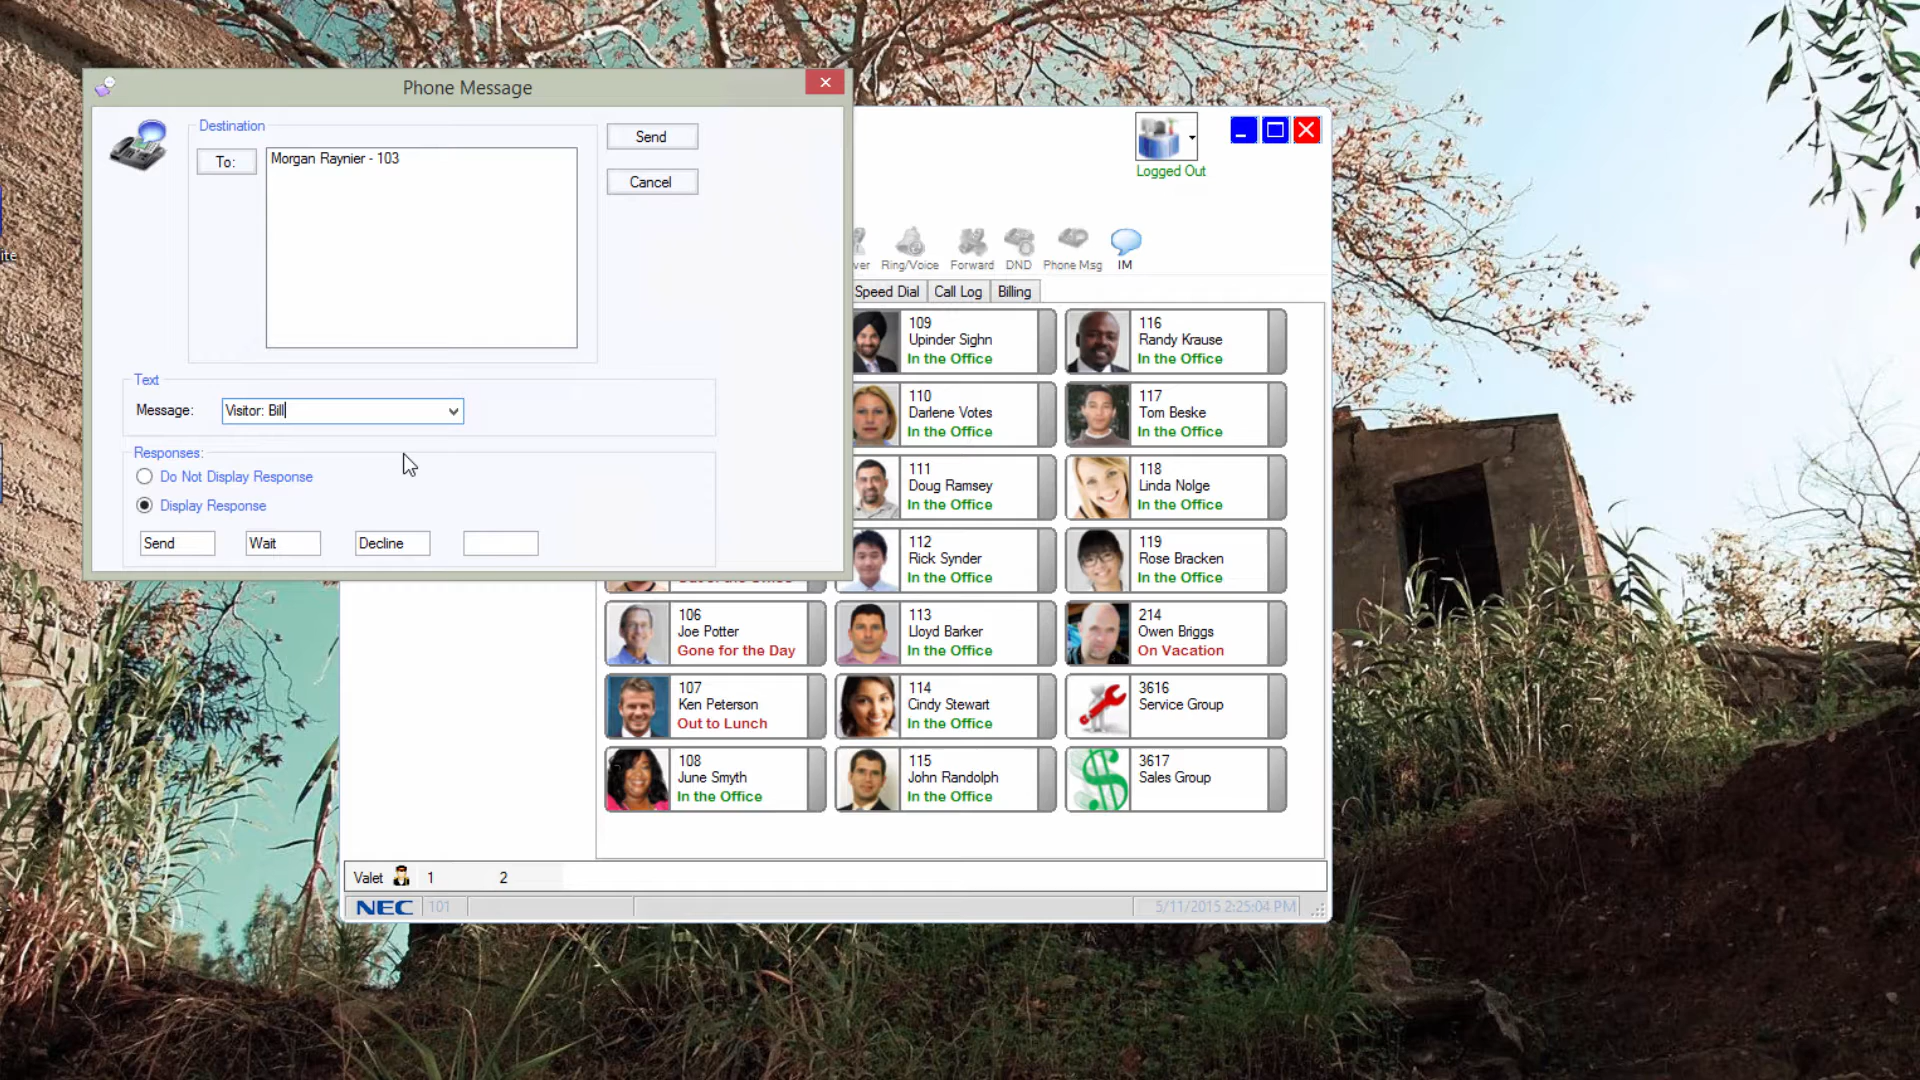 Phone Message
Destination
To:
Morgan Raynier - 103
Send
Cancel
Text
Message:
Visitor: Bill
Responses:
Do Not Display Response
Display Response
Send
Wait
Decline
ite
Logged Out
ver
Ring/Voice
Forward
DND
Phone Msg
IM
Speed Dial
Call Log
Billing
109
Upinder Sighn
In the Office
116
Randy Krause
In the Office
110
Darlene Votes
In the Office
117
Tom Beske
In the Office
111
Doug Ramsey
In the Office
118
Linda Nolge
In the Office
112
Rick Synder
In the Office
119
Rose Bracken
In the Office
106
Joe Potter
Gone for the Day
113
Lloyd Barker
In the Office
214
Owen Briggs
On Vacation
107
Ken Peterson
Out to Lunch
114
Cindy Stewart
In the Office
3616
Service Group
108
June Smyth
In the Office
115
John Randolph
In the Office
3617
Sales Group
Valet
1
2
NEC
101
5/11/2015 2:25:04 PM